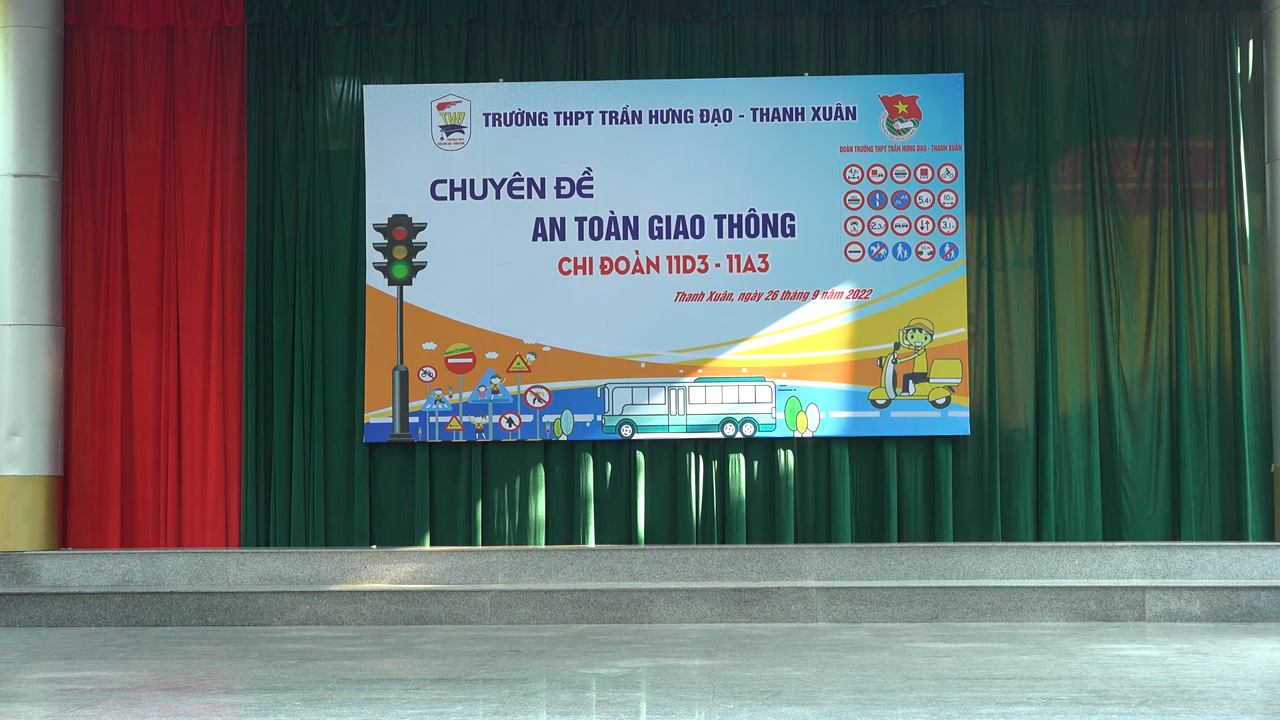 TRƯỜNG THPT TRẦN HƯNG ĐẠO - THANH XUÂN
THĐ
ĐOÀN TRƯỜNG THPT TRẦN HƯNG ĐẠO - THANH XUÂN
CHUYÊN ĐỀ
AN TOÀN GIAO THÔNG
CHI ĐOÀN 11D3 - 11A3
Thanh Xuân, ngày 26 tháng 9 năm 2022